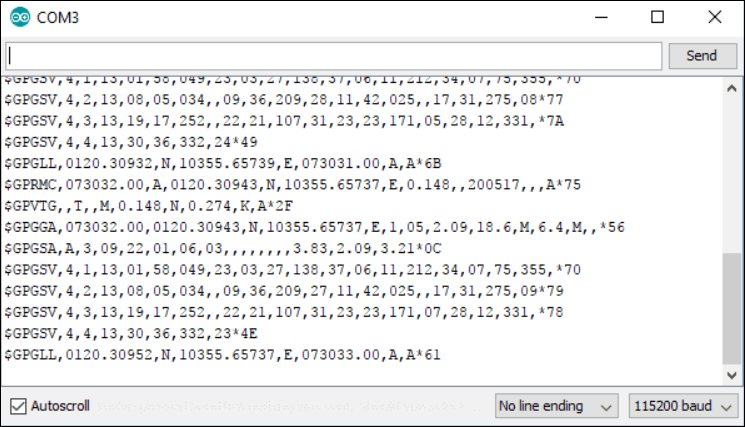 COM3
Send
$GPGSV,4,1,13,01,58,049,23,03,27,138,37,06,11,212,34,07,75,355,*70
$GPGSV,4,2,13,08,05,034,,09,36,209,28,11,42,025,,17,31,275,08*77
$GPGSV,4,3,13,19,17,252,,22,21,107,31,23,23,171,05,28,12,331,*7A
$GPGSV,4,4,13,30,36,332,24*49
$GPGLL,0120.30932,N,10355.65739,E,073031.00,A,A*6B
$GPRMC,073032.00,A,0120.30943,N,10355.65737,E,0.148,,200517,,,A*75
$GPVTG,,T,,M,0.148,N,0.274,K,A*2F
$GPGGA,073032.00,0120.30943,N,10355.65737,E,1,05,2.09,18.6,M,6.4,M,,*56
$GPGSA,A,3,09,22,01,06,03,,,,,,,,3.83,2.09,3.21*0C
$GPGSV,4,1,13,01,58,049,23,03,27,138,37,06,11,212,34,07,75,355,*70
$GPGSV,4,2,13,08,05,034,,09,36,209,27,11,42,025,,17,31,275,09*79
$GPGSV,4,3,13,19,17,252,,22,21,107,31,23,23,171,07,28,12,331,*78
$GPGSV,4,4,13,30,36,332,23*4E
$GPGLL,0120.30952,N,10355.65737,E,073033.00,A,A*61
Autoscroll
No line ending
115200 baud